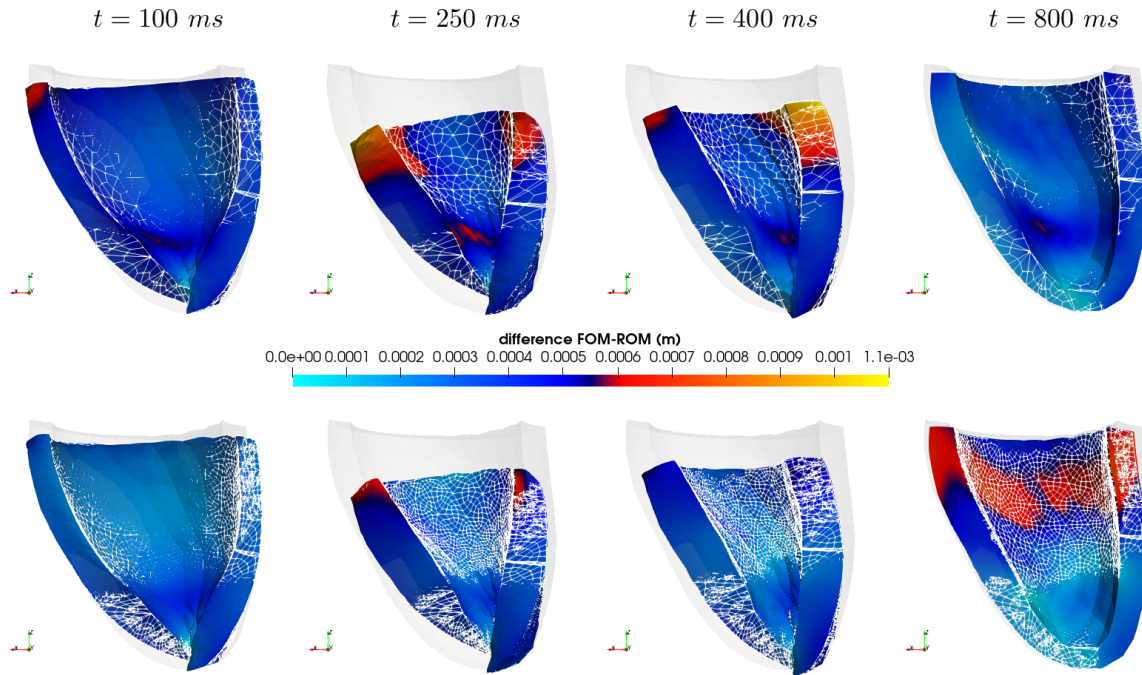 t = 100 ms
t = 250 ms
t = 400 ms
t = 800 ms
difference FOM-ROM (m)
0.0e+00 0.0001 0.0002 0.0003 0.0004 0.0005 0.0006 0.0007 0.0008 0.0009 0.001 1.1e-03